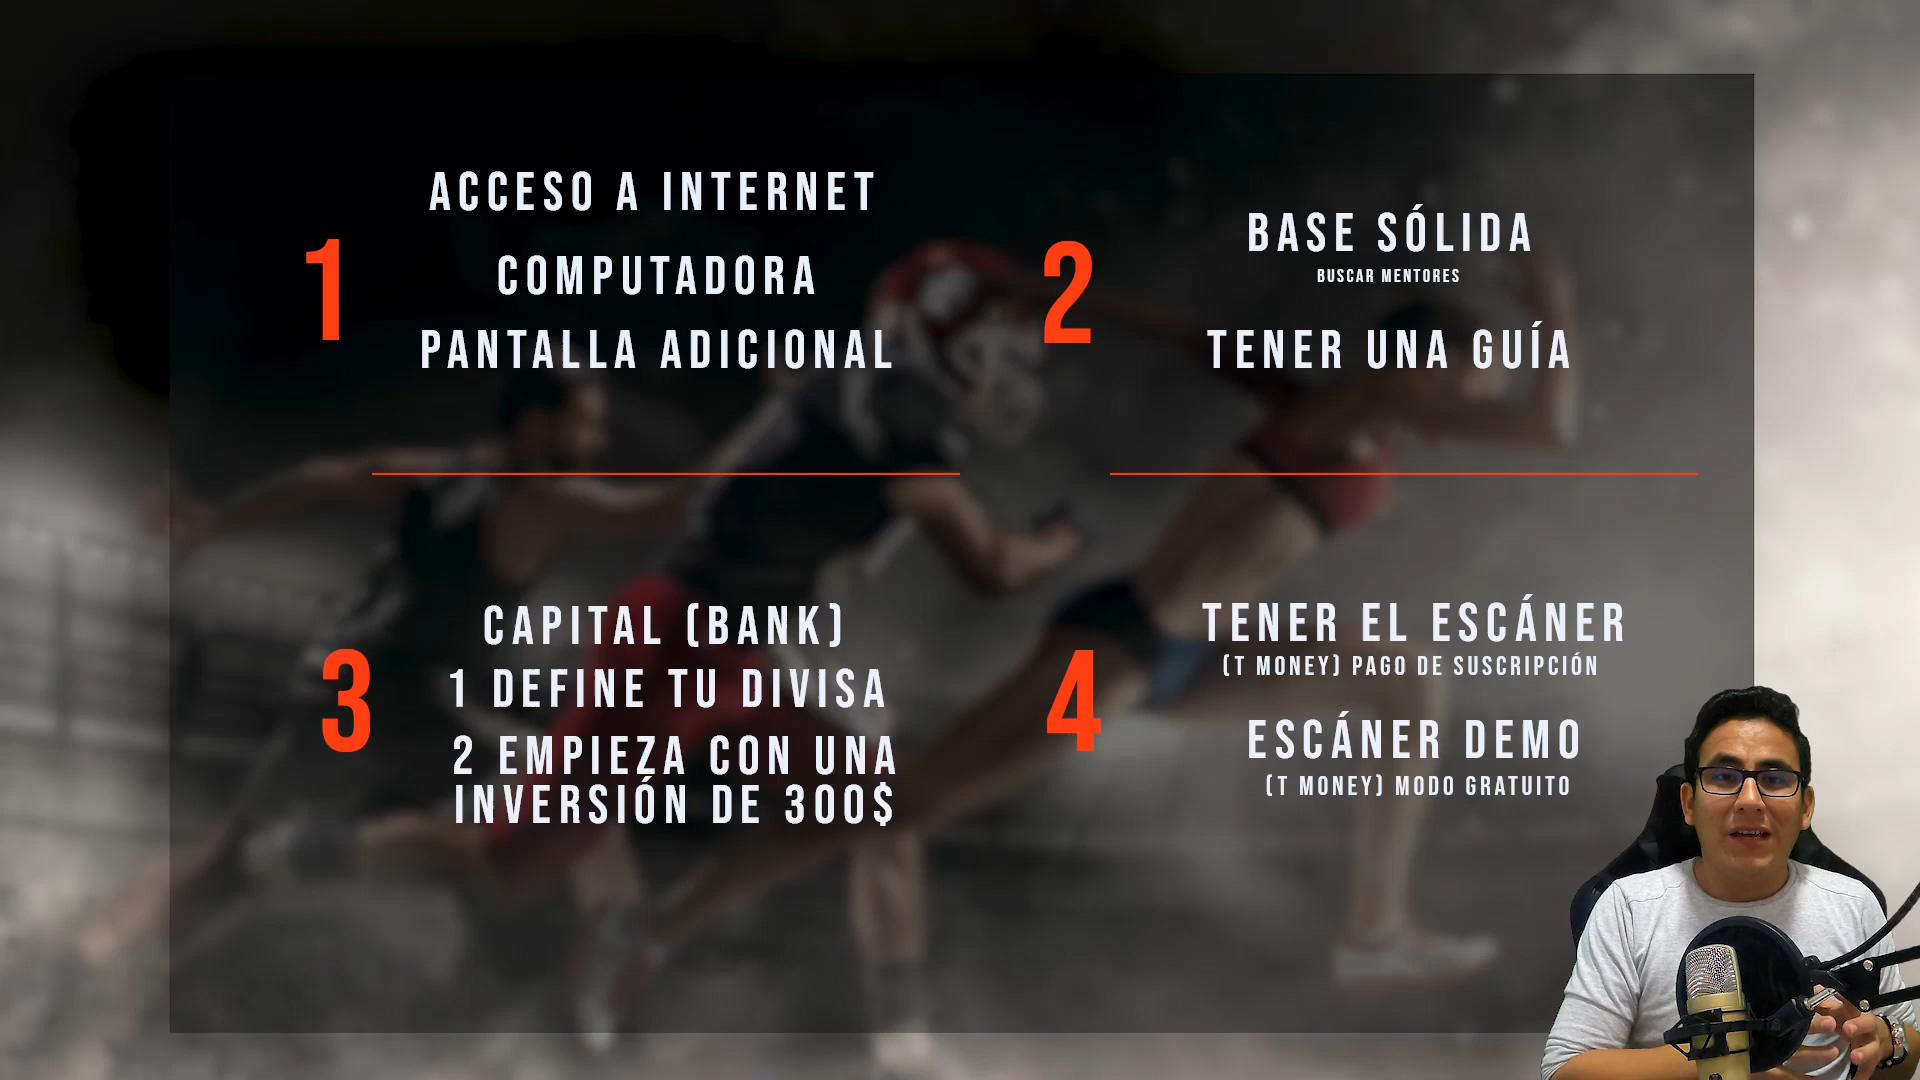 1
ACCESO A INTERNET
COMPUTADORA
PANTALLA ADICIONAL
2
BASE SÓLIDA
BUSCAR MENTORES
TENER UNA GUÍA
3
CAPITAL (BANK)
1 DEFINE TU DIVISA
2 EMPIEZA CON UNA
INVERSIÓN DE 300$
4
TENER EL ESCÁNER
(T MONEY) PAGO DE SUSCRIPCIÓN
ESCÁNER DEMO
(T MONEY) MODO GRATUITO